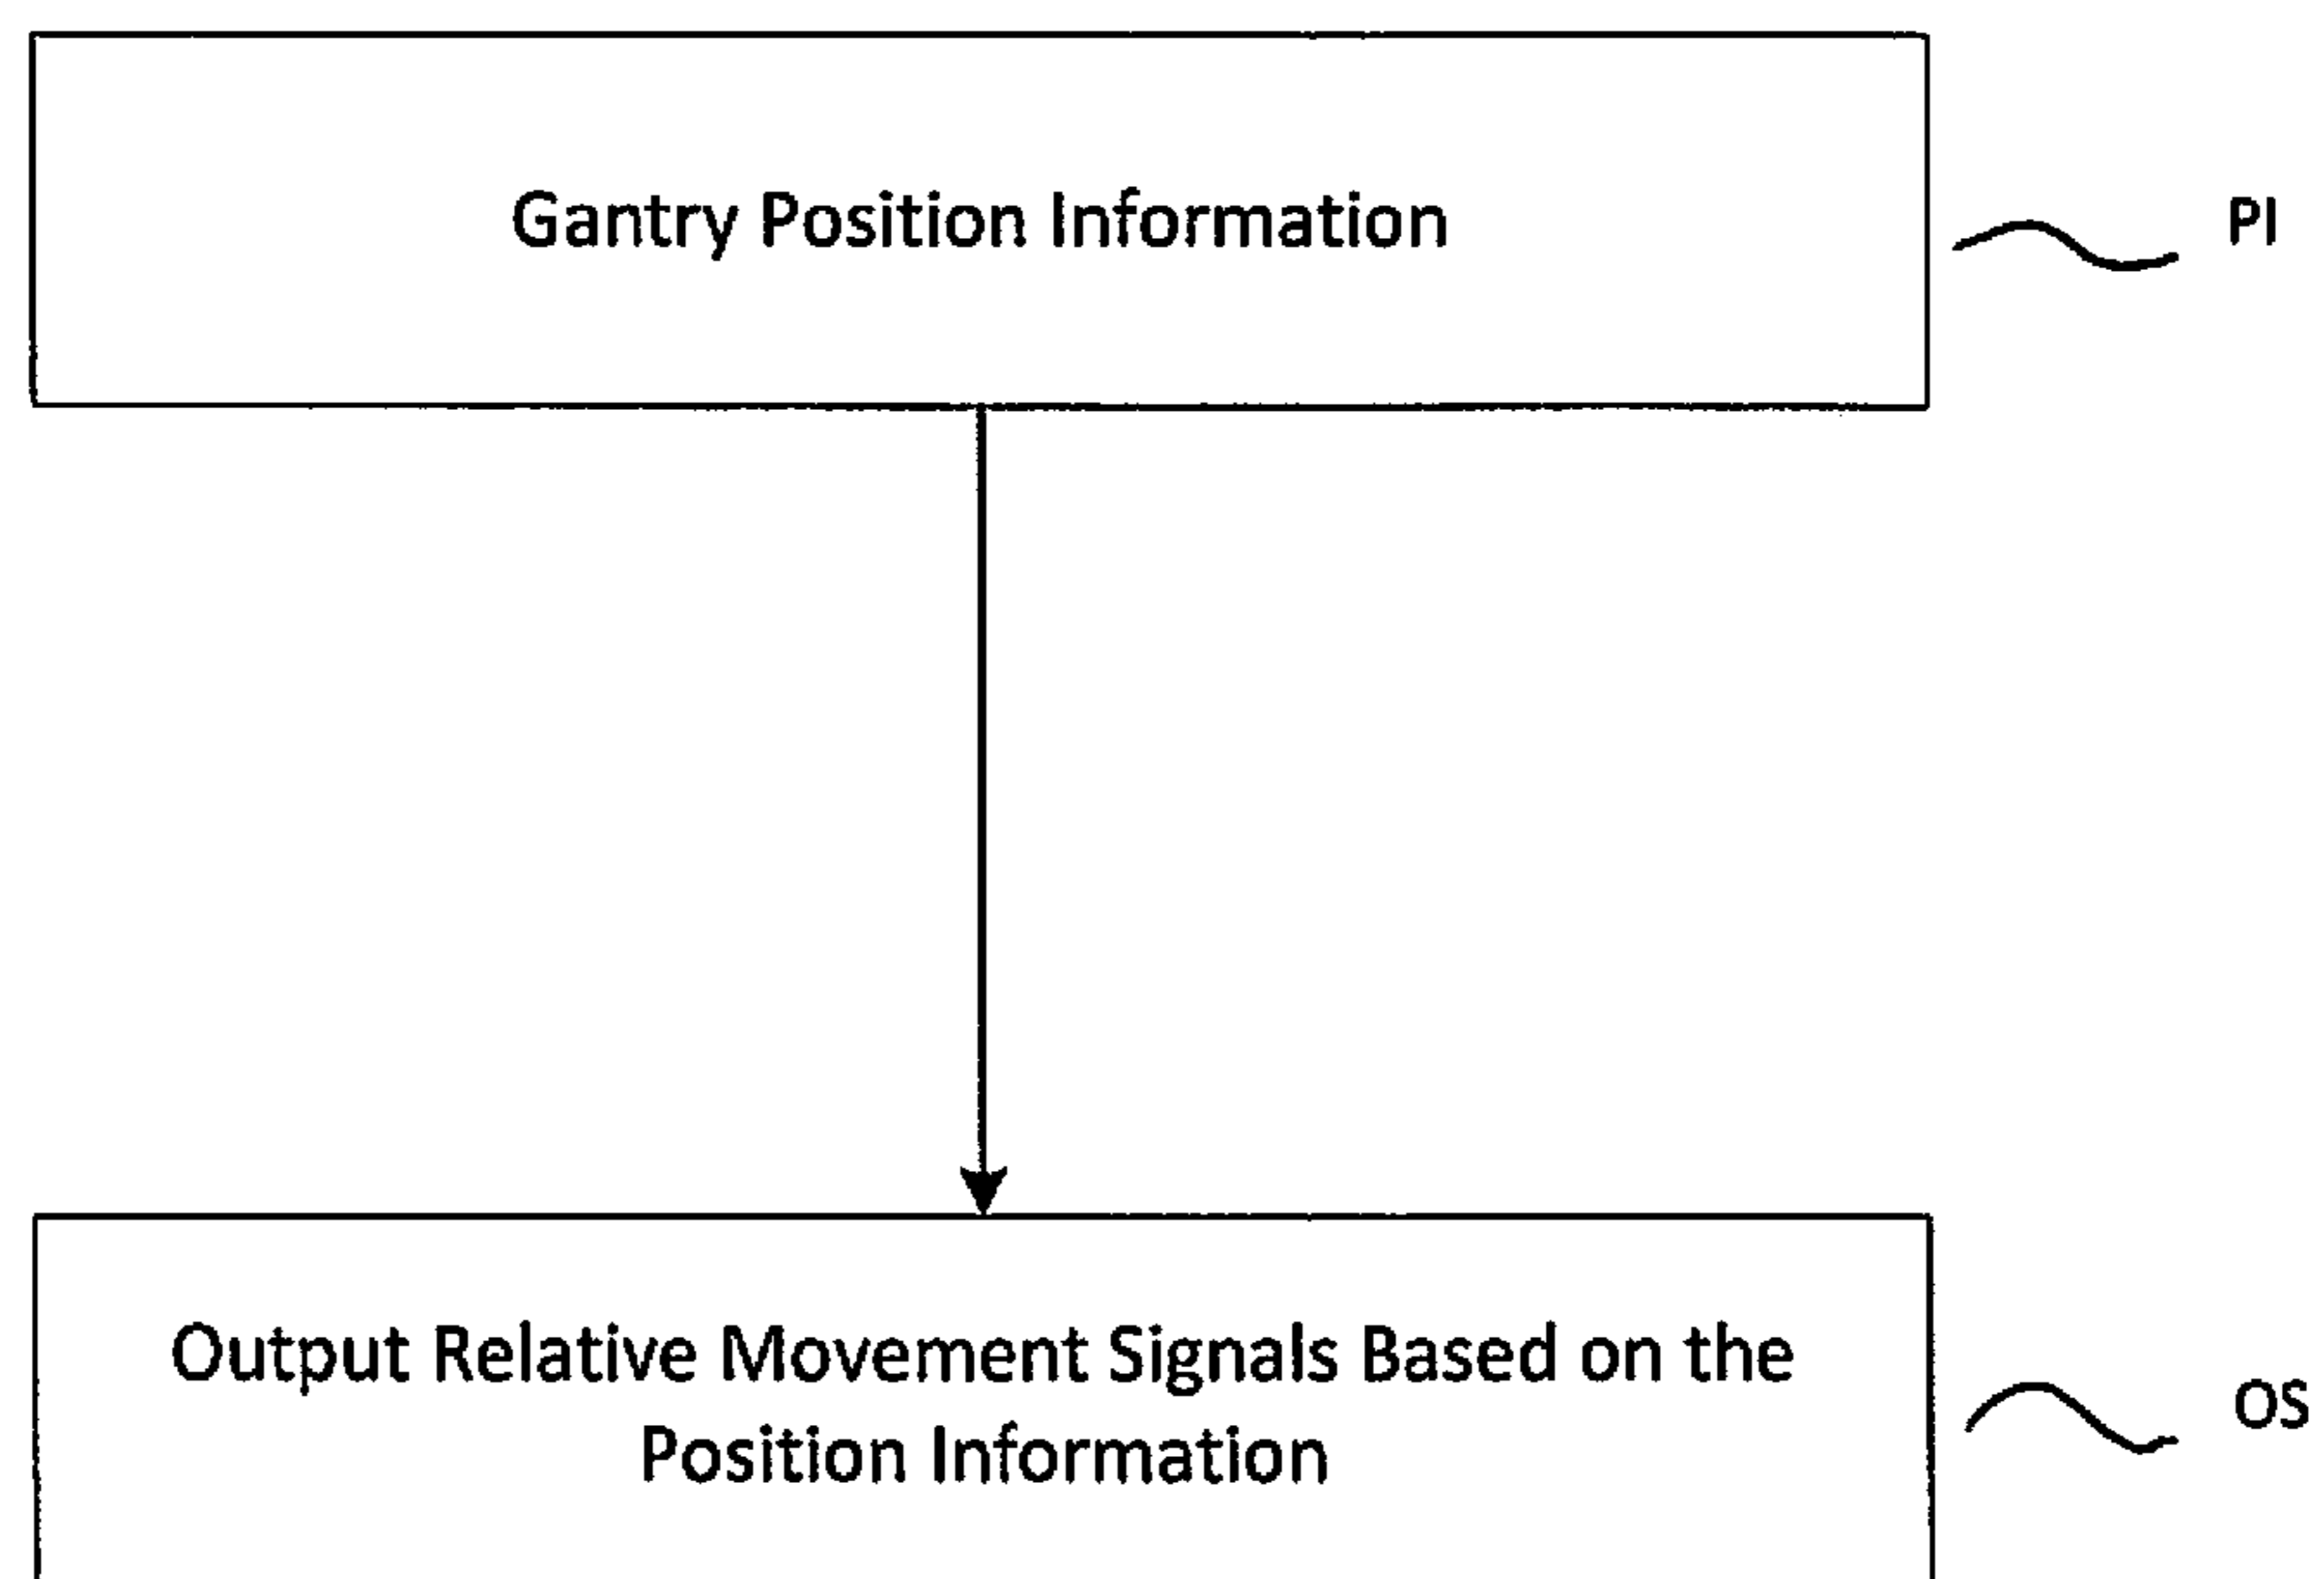 Gantry Position Information
PI
Output Relative Movement Signals Based on the
Position Information
OS